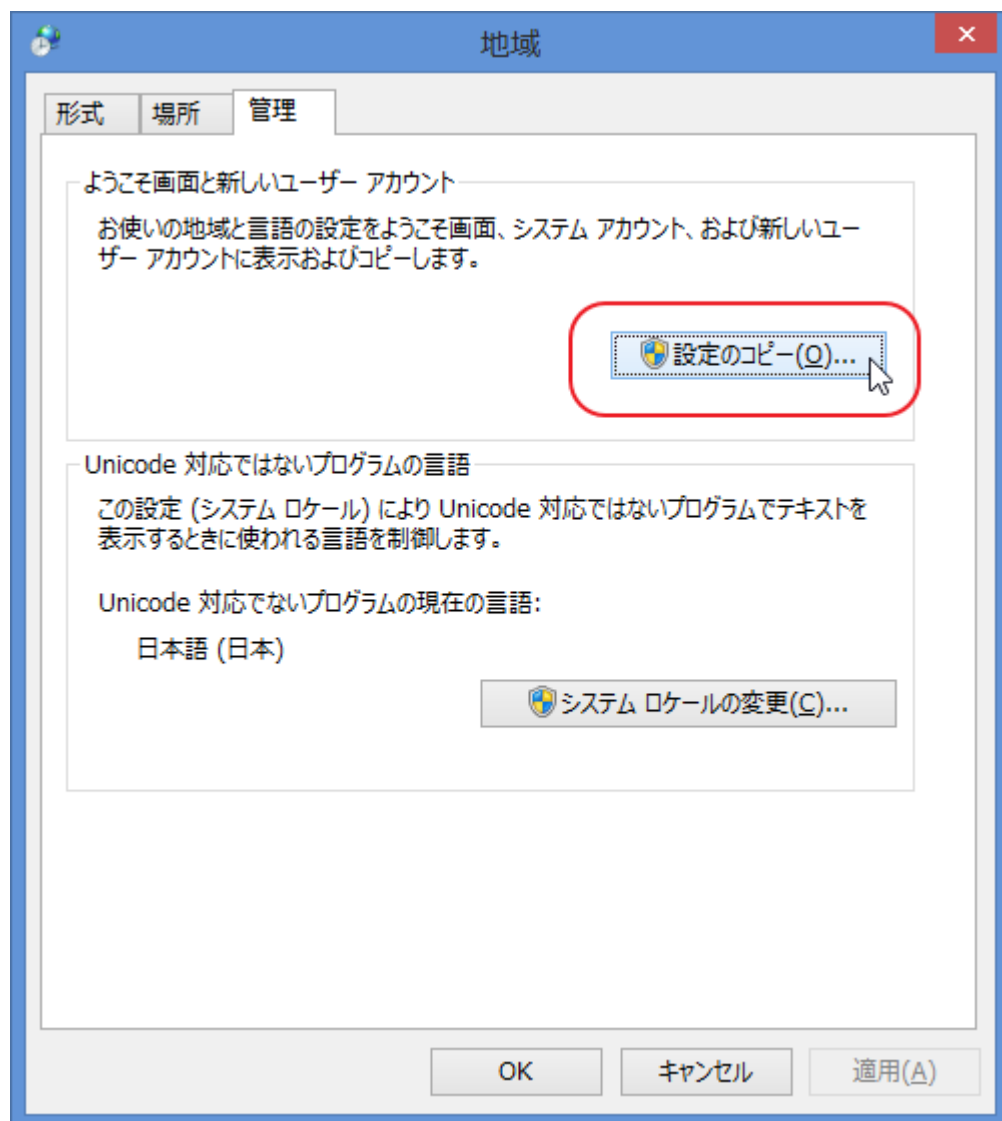 地域
形式
場所
管理
ようこそ画面と新しいユーザー アカウント
お使いの地域と言語の設定をようこそ画面、システム アカウント、および新しいユー
ザー アカウントに表示およびコピーします。
設定のコピー(O)...
Unicode 対応ではないプログラムの言語
この設定 (システム ロケール) により Unicode 対応ではないプログラムでテキストを
表示するときに使われる言語を制御します。
Unicode 対応でないプログラムの現在の言語:
日本語 (日本)
システム ロケールの変更(C)...
OK
キャンセル
適用(A)